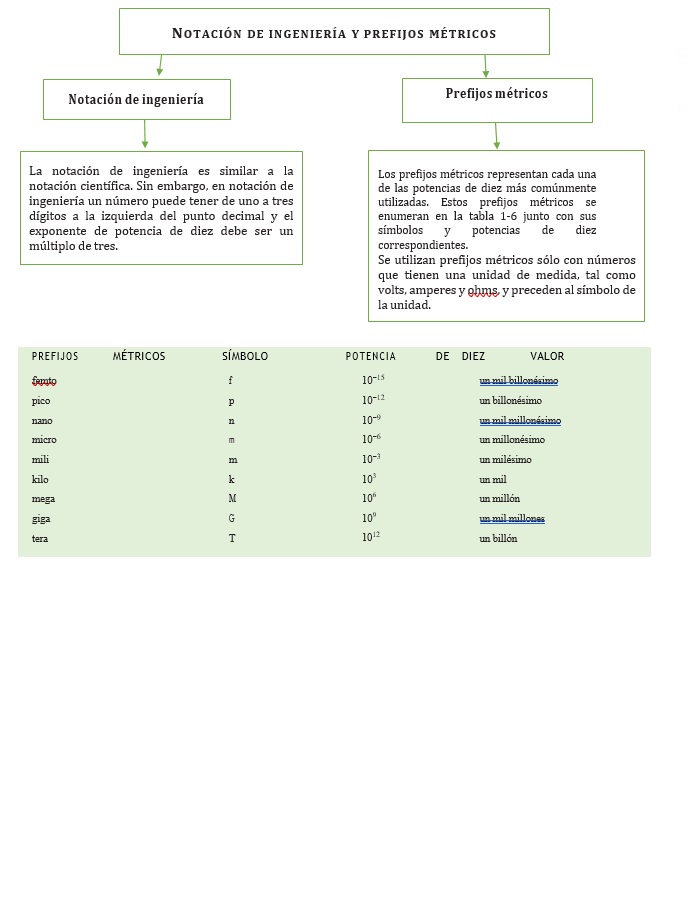 NOTACIÓN DE INGENIERÍA Y PREFIJOS MÉTRICOS
Notación de ingeniería
La notación de ingeniería es similar a la
notación científica. Sin embargo, en notación de
ingeniería un número puede tener de uno a tres
dígitos a la izquierda del punto decimal y el
exponente de potencia de diez debe ser un
múltiplo de tres.
Prefijos métricos
Los prefijos métricos representan cada una
de las potencias de diez más comúnmente
utilizadas. Estos prefijos métricos se
enumeran en la tabla 1-6 junto con sus
símbolos y potencias de diez
correspondientes.
Se utilizan prefijos métricos sólo con números
que tienen una unidad de medida, tal como
volts, amperes y ohms, y preceden al símbolo de
la unidad.
PREFIJOS MÉTRICOS SÍMBOLO POTENCIA DE DIEZ VALOR
femto f 10⁻¹⁵ un mil billonésimo
pico p 10⁻¹² un billonésimo
nano n 10⁻⁹ un mil millonésimo
micro m 10⁻⁶ un millonésimo
mili m 10⁻³ un milésimo
kilo k 10³ un mil
mega M 10⁶ un millón
giga G 10⁹ un mil millones
tera T 10¹² un billón